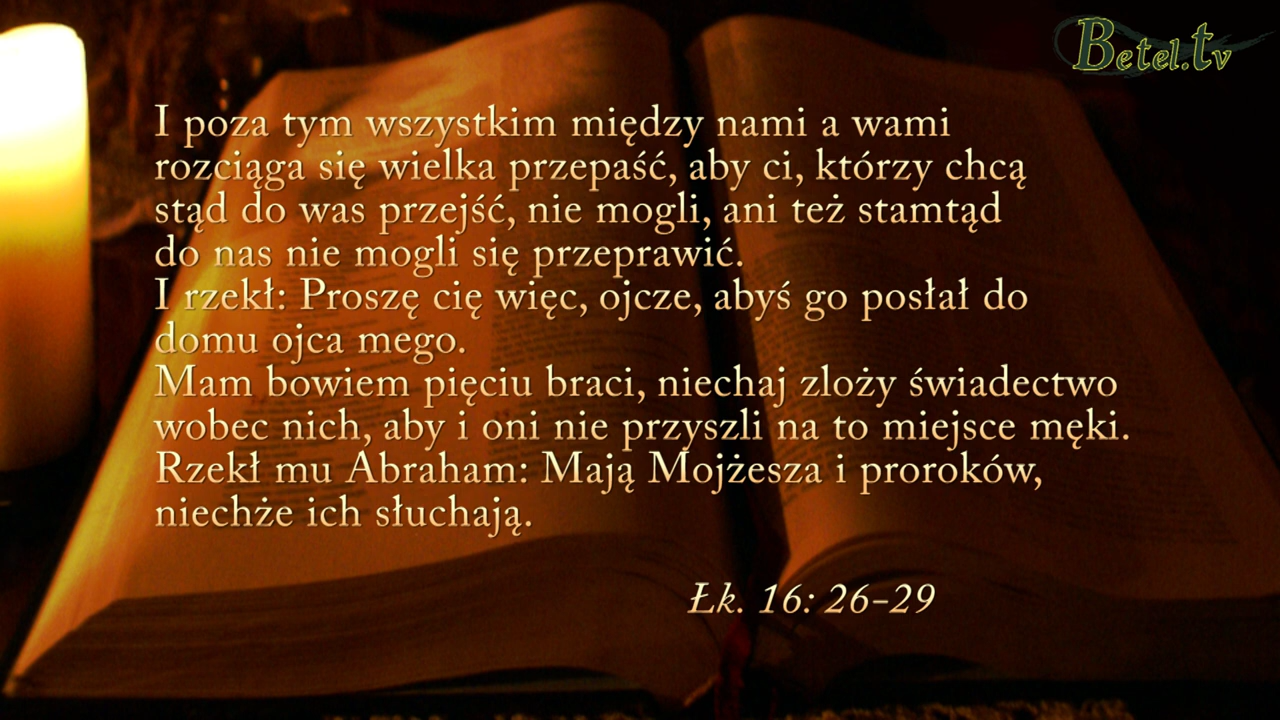 Betel.tv
I poza tym wszystkim między nami a wami
rozciąga się wielka przepaść, aby ci, którzy chcą
stąd do was przejść, nie mogli, ani też stamtąd
do nas nie mogli się przeprawić.
I rzekł: Proszę cię więc, ojcze, abyś go posłał do
domu ojca mego.
Mam bowiem pięciu braci, niechaj zloży świadectwo
wobec nich, aby i oni nie przyszli na to miejsce męki.
Rzekł mu Abraham: Mają Mojżesza i proroków,
niechże ich słuchają.
Łk. 16: 26-29